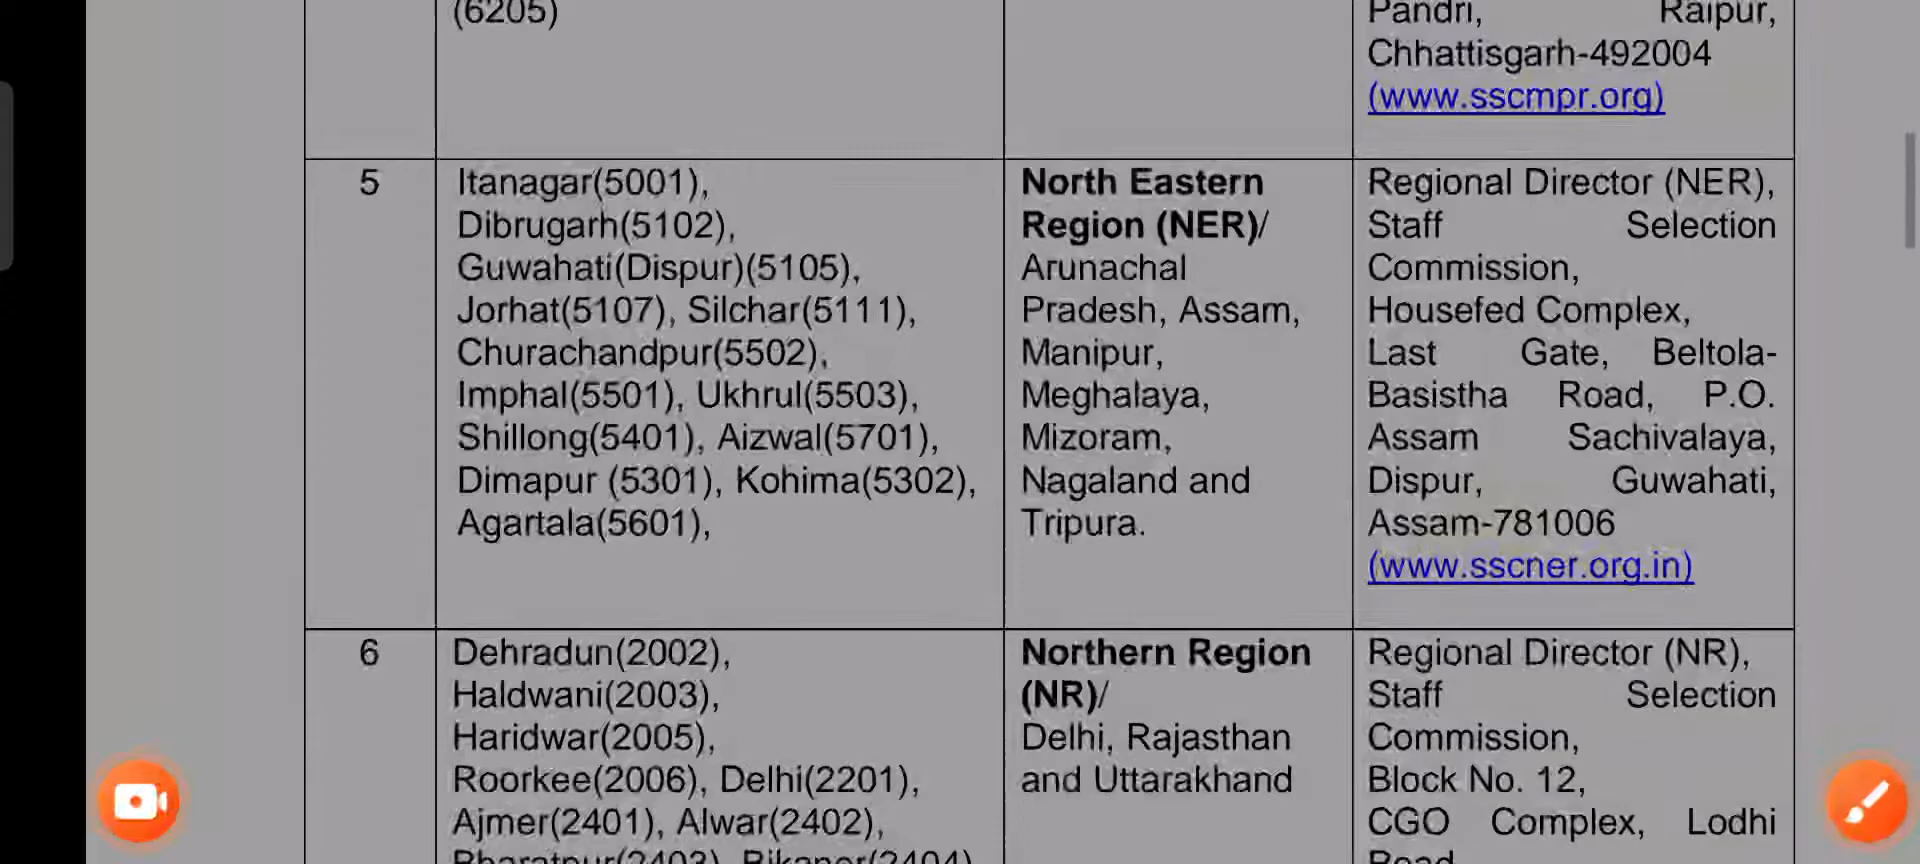 (6205)
Pandri, Raipur,
Chhattisgarh-492004
(www.sscmpr.org)
5
Itanagar(5001),
Dibrugarh(5102),
Guwahati(Dispur)(5105),
Jorhat(5107), Silchar(5111),
Churachandpur(5502),
Imphal(5501), Ukhrul(5503),
Shillong(5401), Aizwal(5701),
Dimapur (5301), Kohima(5302),
Agartala(5601),
North Eastern
Region (NER)/
Arunachal
Pradesh, Assam,
Manipur,
Meghalaya,
Mizoram,
Nagaland and
Tripura.
Regional Director (NER),
Staff Selection
Commission,
Housefed Complex,
Last Gate, Beltola-
Basistha Road, P.O.
Assam Sachivalaya,
Dispur, Guwahati,
Assam-781006
(www.sscner.org.in)
6
Dehradun(2002),
Haldwani(2003),
Haridwar(2005),
Roorkee(2006), Delhi(2201),
Ajmer(2401), Alwar(2402),
Bharatpur(2403), Bikaner(2404),
Northern Region
(NR)/
Delhi, Rajasthan
and Uttarakhand
Regional Director (NR),
Staff Selection
Commission,
Block No. 12,
CGO Complex, Lodhi
Road